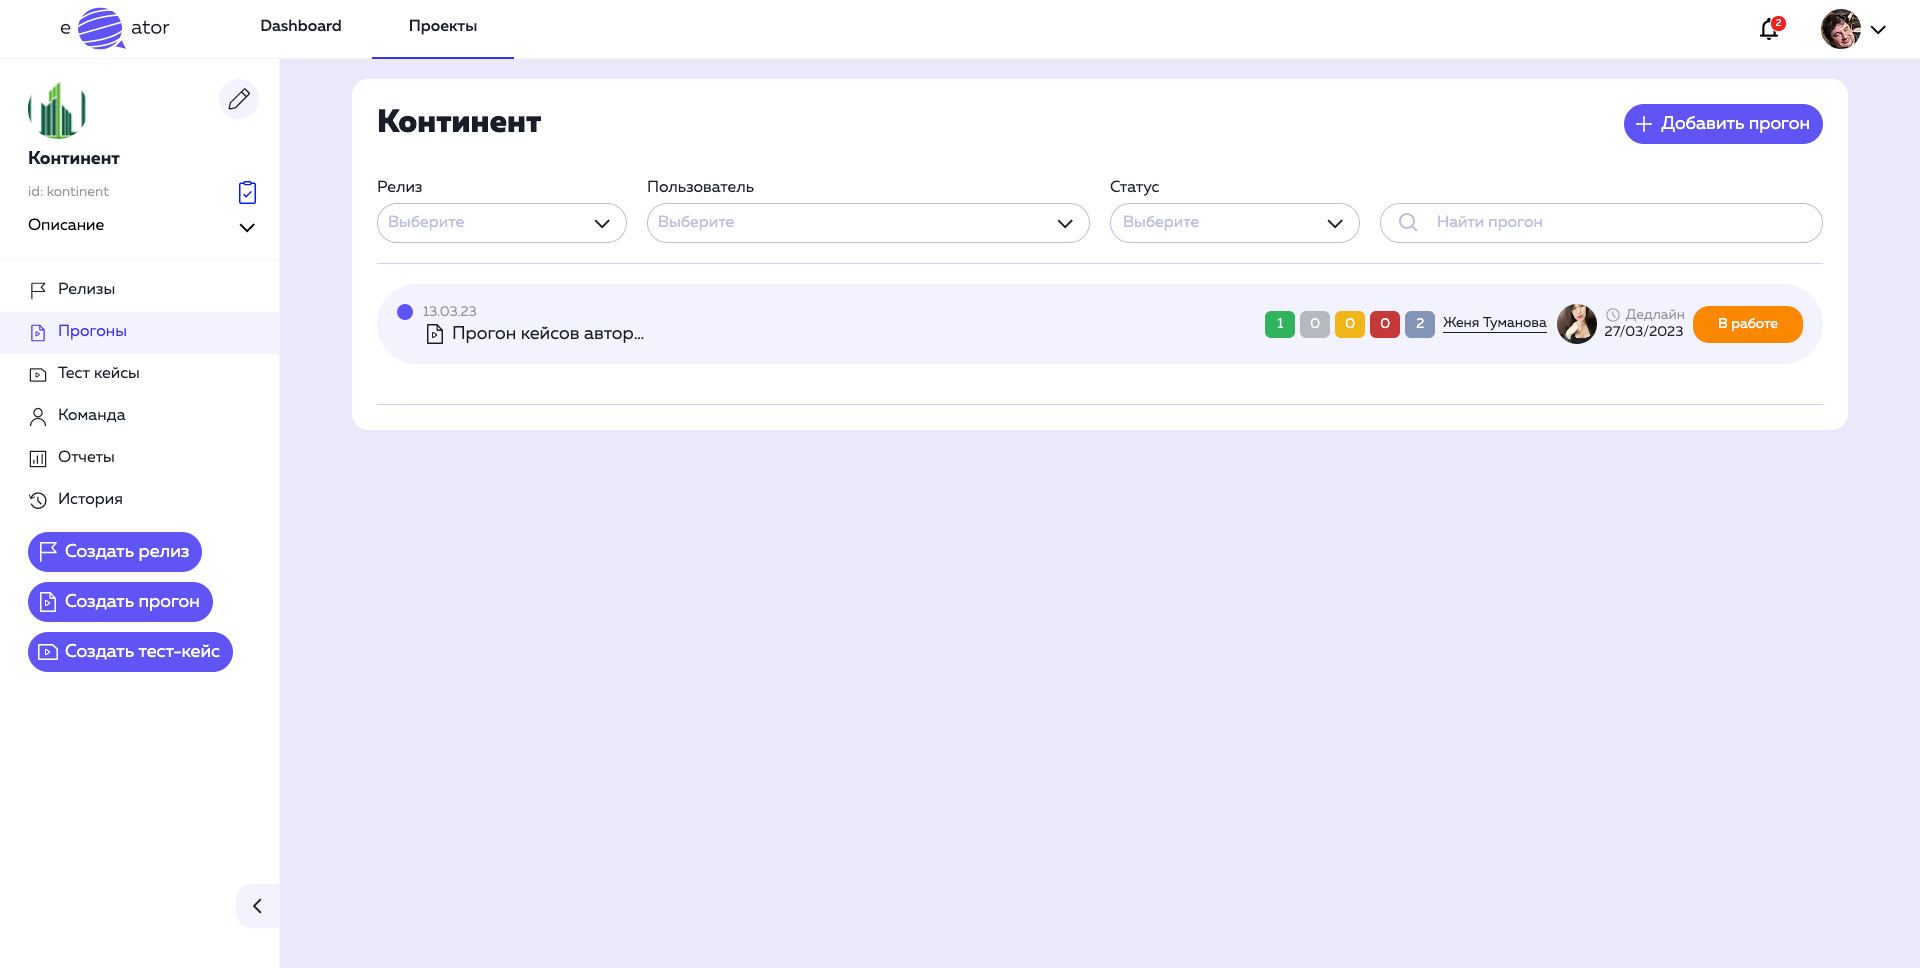 e ator
Dashboard
Проекты
2
Континент
id: kontinent
Описание
Релизы
Прогоны
Тест кейсы
Команда
Отчеты
История
Создать релиз
Создать прогон
Создать тест-кейс
Континент
Добавить прогон
Релиз
Пользователь
Статус
Выберите
Выберите
Выберите
Найти прогон
13.03.23
Прогон кейсов автор...
1 0 0 0 2
Женя Туманова
Дедлайн
27/03/2023
В работе